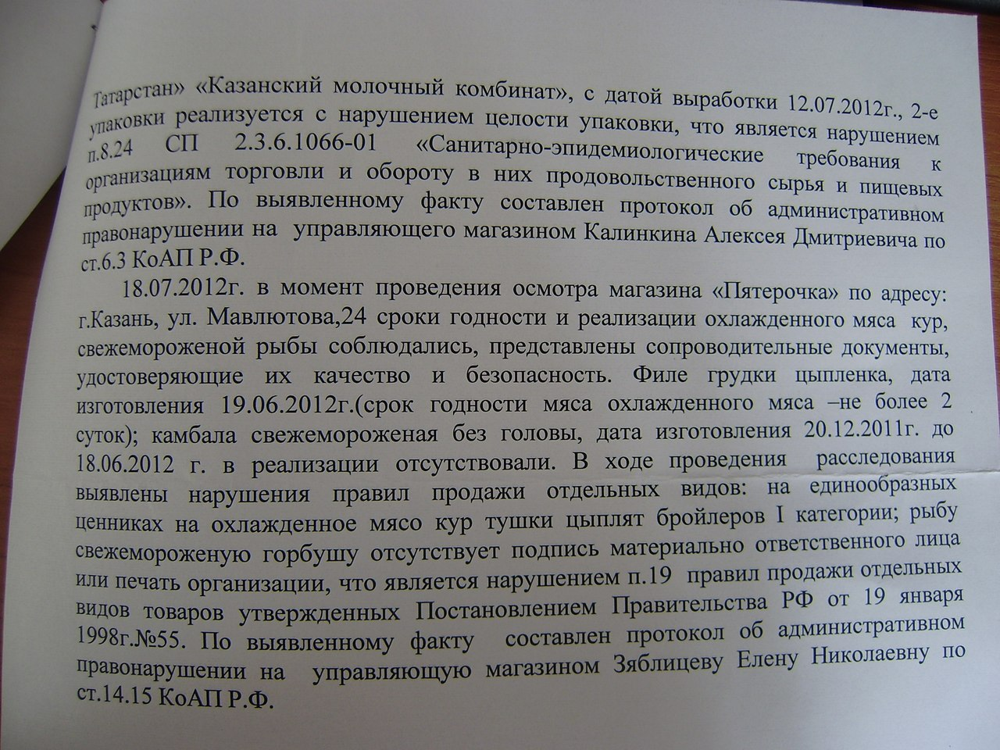 Татарстан» «Казанский молочный комбинат», с датой выработки 12.07.2012г., 2-е
упаковки реализуется с нарушением целости упаковки, что является нарушением
п.8.24 СП 2.3.6.1066-01 «Санитарно-эпидемиологические требования к
организациям торговли и обороту в них продовольственного сырья и пищевых
продуктов». По выявленному факту составлен протокол об административном
правонарушении на управляющего магазином Калинкина Алексея Дмитриевича по
ст.6.3 КоАП Р.Ф.
18.07.2012г. в момент проведения осмотра магазина «Пятерочка» по адресу:
г.Казань, ул. Мавлютова,24 сроки годности и реализации охлажденного мяса кур,
свежемороженой рыбы соблюдались, представлены сопроводительные документы,
удостоверяющие их качество и безопасность. Филе грудки цыпленка, дата
изготовления 19.06.2012г.(срок годности мяса охлажденного мяса –не более 2
суток); камбала свежемороженая без головы, дата изготовления 20.12.2011г. до
18.06.2012 г. в реализации отсутствовали. В ходе проведения расследования
выявлены нарушения правил продажи отдельных видов: на единообразных
ценниках на охлажденное мясо кур тушки цыплят бройлеров I категории; рыбу
свежемороженую горбушу отсутствует подпись материально ответственного лица
или печать организации, что является нарушением п.19 правил продажи отдельных
видов товаров утвержденных Постановлением Правительства РФ от 19 января
1998г.№55. По выявленному факту составлен протокол об административном
правонарушении на управляющую магазином Зяблицеву Елену Николаевну по
ст.14.15 КоАП Р.Ф.